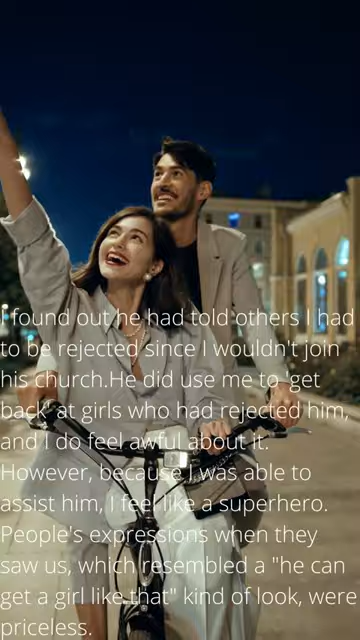 I found out he had told others I had
to be rejected since I wouldn't join
his church.He did use me to 'get
back' at girls who had rejected him,
and I do feel awful about it.
However, because I was able to
assist him, I feel like a superhero.
People's expressions when they
saw us, which resembled a "he can
get a girl like that" kind of look, were
priceless.